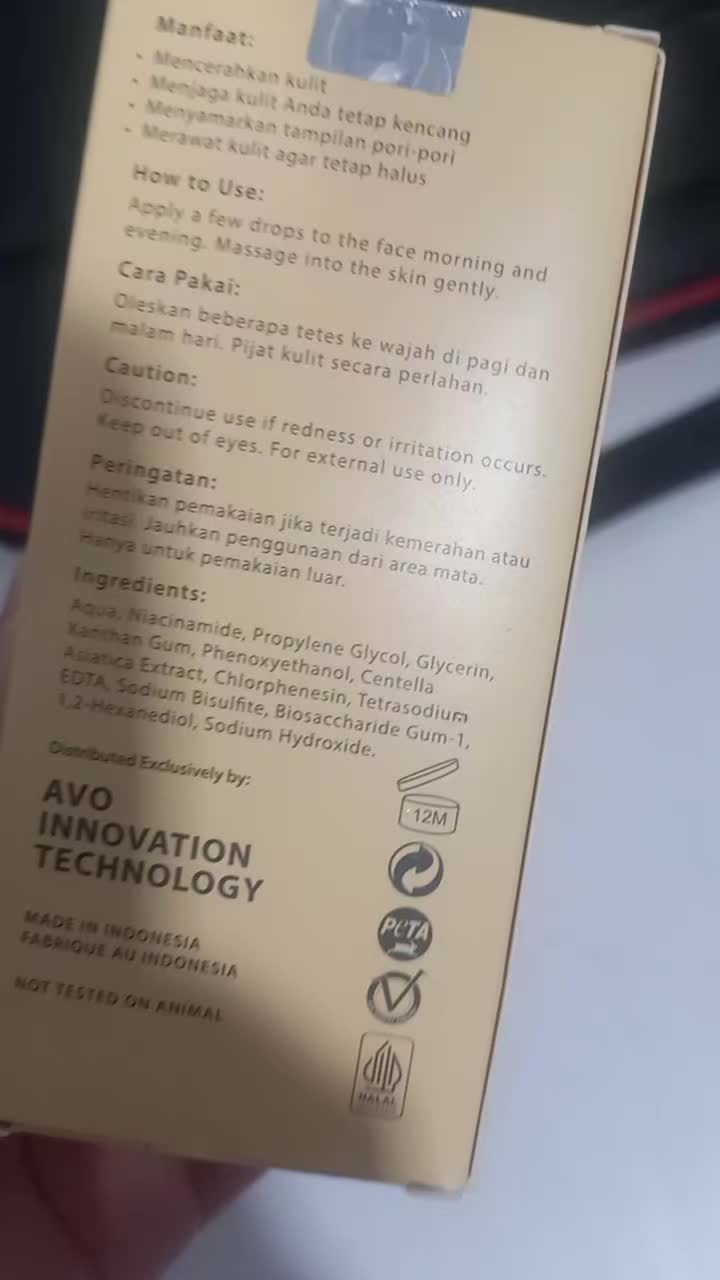 Manfaat:
• Mencerahkan kulit
• Menjaga kulit Anda tetap kencang
• Menyamarkan tampilan pori-pori
• Merawat kulit agar tetap halus
How to Use:
Apply a few drops to the face morning and
evening. Massage into the skin gently.
Cara Pakai:
Oleskan beberapa tetes ke wajah di pagi dan
malam hari. Pijat kulit secara perlahan.
Caution:
Discontinue use if redness or irritation occurs.
Keep out of eyes. For external use only.
Peringatan:
Hentikan pemakaian jika terjadi kemerahan atau
iritasi. Jauhkan penggunaan dari area mata.
Hanya untuk pemakaian luar.
Ingredients:
Aqua, Niacinamide, Propylene Glycol, Glycerin,
Xanthan Gum, Phenoxyethanol, Centella
Asiatica Extract, Chlorphenesin, Tetrasodium
EDTA, Sodium Bisulfite, Biosaccharide Gum-1,
1,2-Hexanediol, Sodium Hydroxide.
Distributed Exclusively by:
AVO
INNOVATION
TECHNOLOGY
MADE IN INDONESIA
FABRIQUE AU INDONESIA
NOT TESTED ON ANIMAL
12M
PETA
HALAL